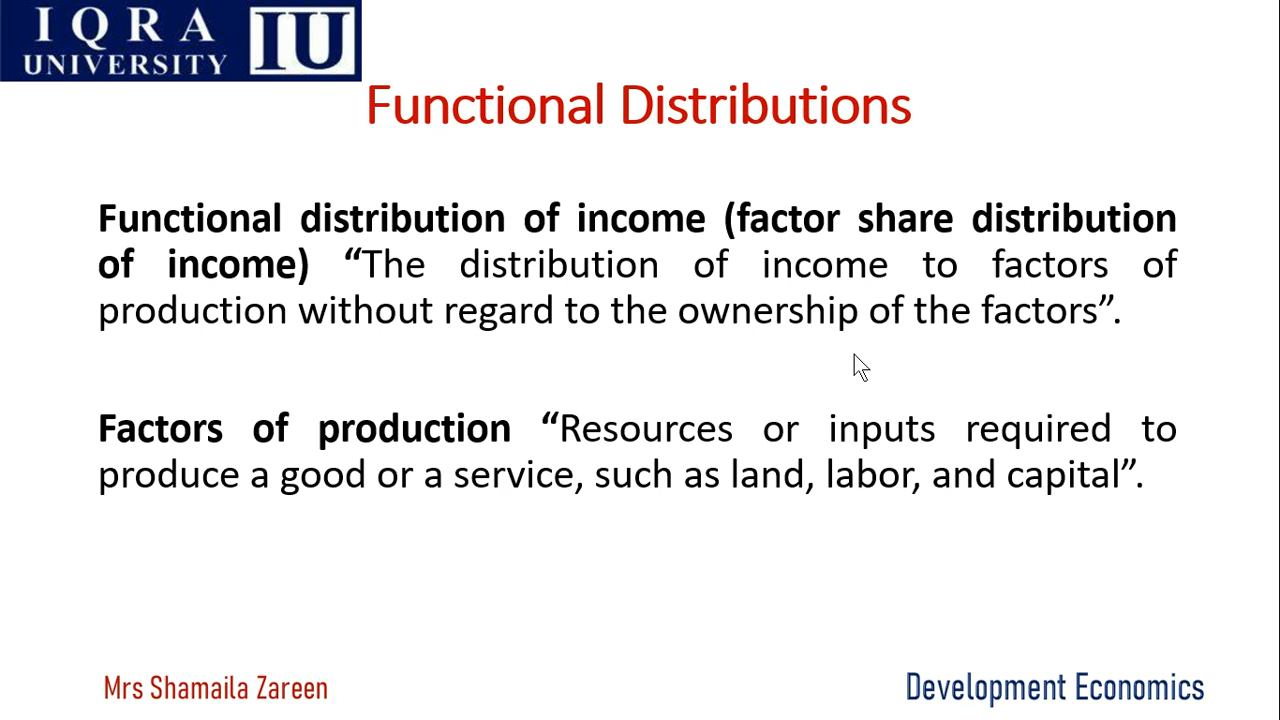 IQRA
UNIVERSITY
IU
Functional Distributions
Functional distribution of income (factor share distribution
of income) “The distribution of income to factors of
production without regard to the ownership of the factors”.
Factors of production “Resources or inputs required to
produce a good or a service, such as land, labor, and capital”.
Mrs Shamaila Zareen
Development Economics